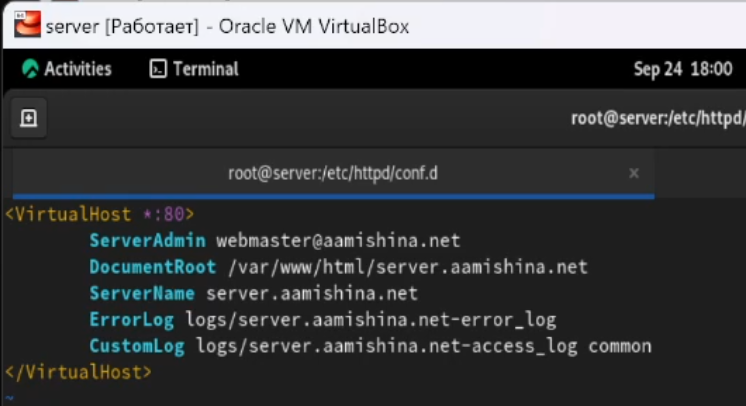 server [Работает] - Oracle VM VirtualBox
Activities Terminal Sep 24 18:00
root@server:/etc/httpd/
root@server:/etc/httpd/conf.d ×
<VirtualHost *:80>
        ServerAdmin webmaster@aamishina.net
        DocumentRoot /var/www/html/server.aamishina.net
        ServerName server.aamishina.net
        ErrorLog logs/server.aamishina.net-error_log
        CustomLog logs/server.aamishina.net-access_log common
</VirtualHost>
~